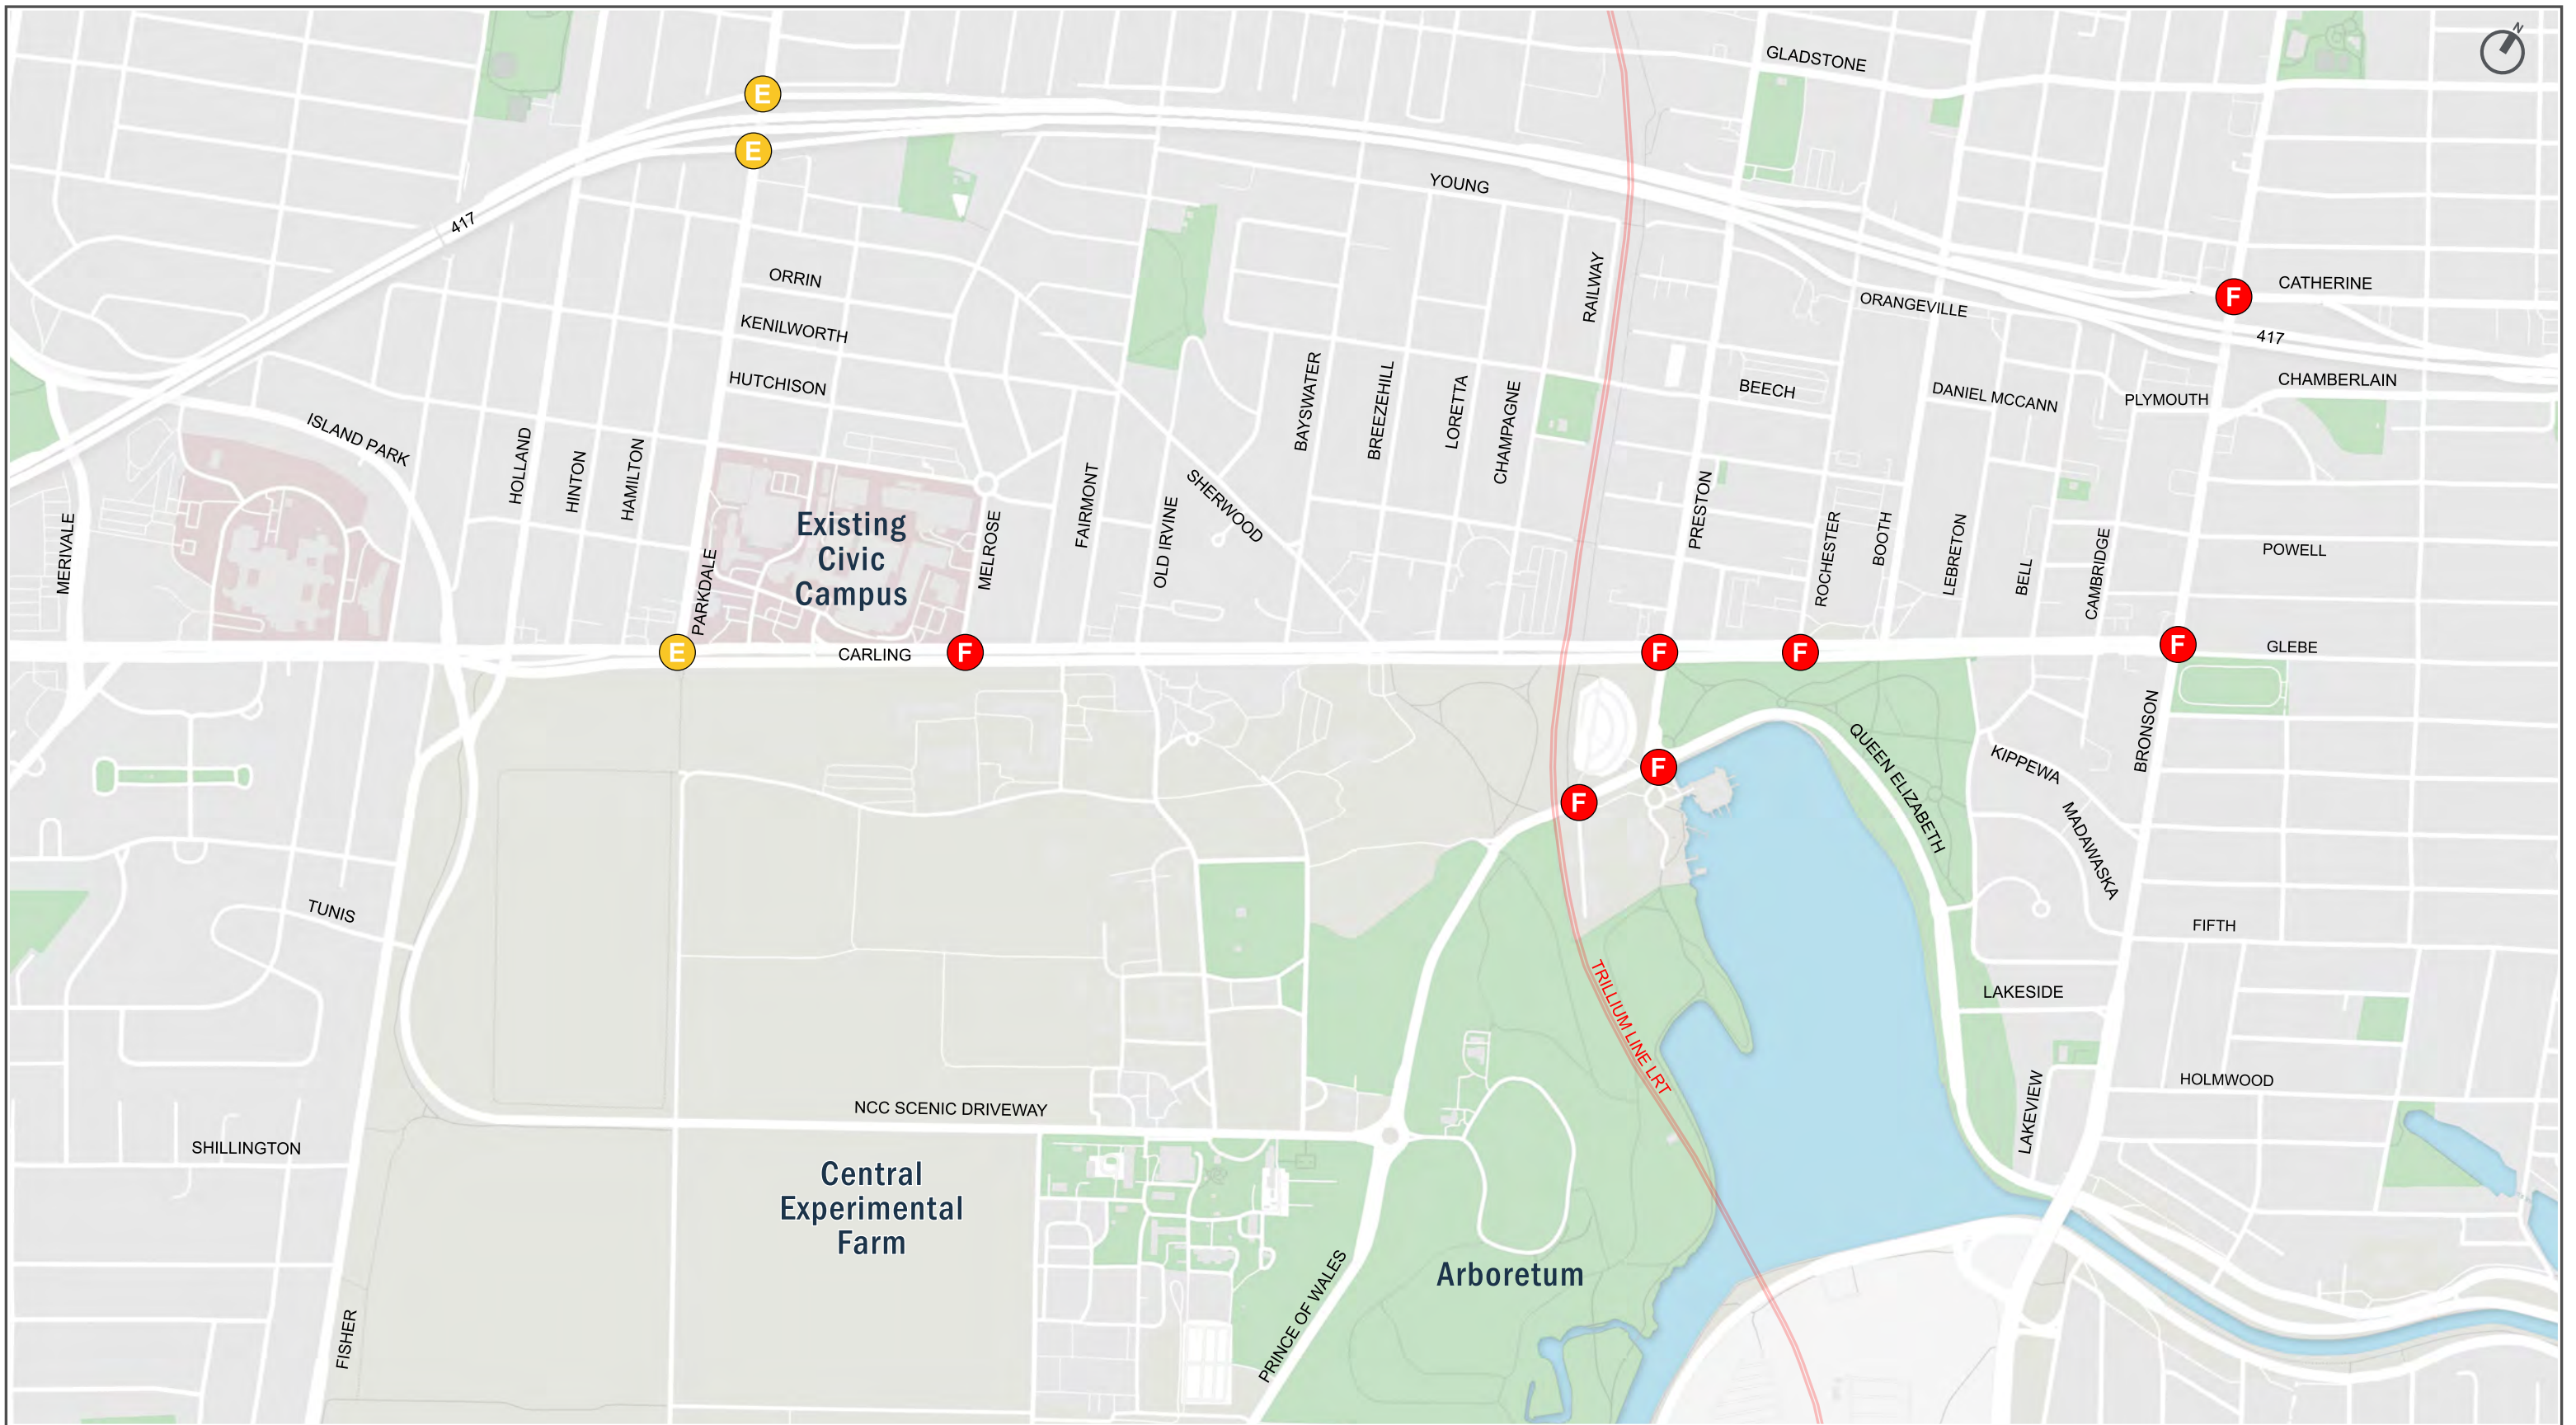 N
GLADSTONE
E
E
YOUNG
417
ORRIN
RAILWAY
CATHERINE
F
ORANGEVILLE
KENILWORTH
417
HUTCHISON
BEECH
DANIEL MCCANN
PLYMOUTH
CHAMBERLAIN
ISLAND PARK
HOLLAND
HINTON
HAMILTON
BAYSWATER
BREEZEHILL
LORETTA
CHAMPAGNE
MERIVALE
PARKDALE
Existing
Civic
Campus
MELROSE
FAIRMONT
OLD IRVINE
SHERWOOD
PRESTON
ROCHESTER
BOOTH
LEBRETON
BELL
CAMBRIDGE
POWELL
E
CARLING
F
F
F
F
GLEBE
BRONSON
QUEEN ELIZABETH
KIPPEWA
MADAWASKA
F
F
TUNIS
FIFTH
TRILLIUM LINE LRT
LAKESIDE
HOLMWOOD
LAKEVIEW
NCC SCENIC DRIVEWAY
SHILLINGTON
Central
Experimental
Farm
Arboretum
PRINCE OF WALES
FISHER